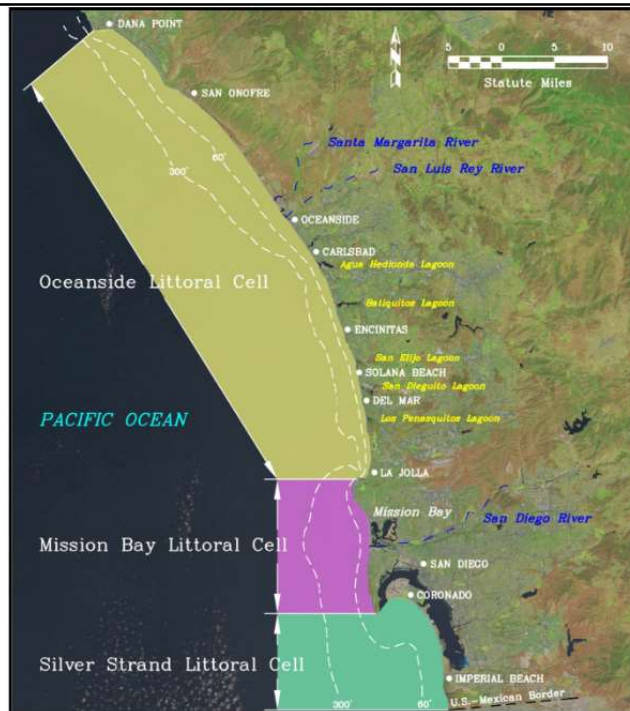 DANA POINT
5 0 5 10
Statute Miles
SAN ONOFRE
Santa Margarita River
60'
300'
San Luis Rey River
OCEANSIDE
CARLSBAD
Agua Hedionda Lagoon
Oceanside Littoral Cell
Batiquitos Lagoon
ENCINITAS
San Elijo Lagoon
SOLANA BEACH
San Dieguito Lagoon
DEL MAR
PACIFIC OCEAN
Los Penasquitos Lagoon
LA JOLLA
Mission Bay
San Diego River
Mission Bay Littoral Cell
SAN DIEGO
CORONADO
Silver Strand Littoral Cell
IMPERIAL BEACH
U.S.-Mexican Border
300'
60'